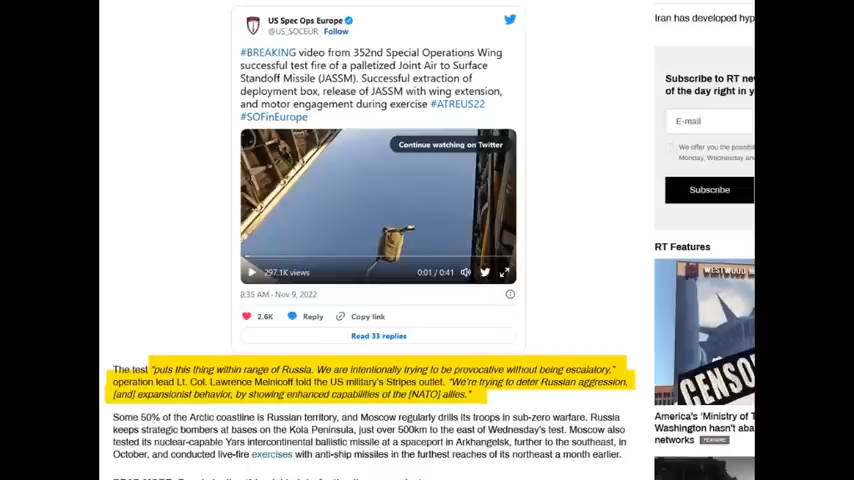 US Spec Ops Europe
@US_SOCEUR Follow
#BREAKING video from 352nd Special Operations Wing
successful test fire of a palletized Joint Air to Surface
Standoff Missile (JASSM). Successful extraction of
deployment box, release of JASSM with wing extension,
and motor engagement during exercise #ATREUS22
#SOFinEurope
Continue watching on Twitter
297.1K views
0:01 / 0:41
8:35 AM · Nov 9, 2022
2.6K Reply Copy link
Read 33 replies
The test "puts this thing within range of Russia. We are intentionally trying to be provocative without being escalatory,"
operation lead Lt. Col. Lawrence Melnicoff told the US military's Stripes outlet. "We're trying to deter Russian aggression,
[and] expansionist behavior, by showing enhanced capabilities of the [NATO] allies."
Some 50% of the Arctic coastline is Russian territory, and Moscow regularly drills its troops in sub-zero warfare. Russia
keeps strategic bombers at bases on the Kola Peninsula, just over 500km to the east of Wednesday's test. Moscow also
tested its nuclear-capable Yars intercontinental ballistic missile at a spaceport in Arkhangelsk, further to the southeast, in
October, and conducted live-fire exercises with anti-ship missiles in the furthest reaches of its northeast a month earlier.
Iran has developed hyp
Subscribe to RT ne
of the day right in y
E-mail
We offer you the possibi
Monday, Wednesday an
Subscribe
RT Features
WESTWOOD
CENSO
America's 'Ministry of T
Washington hasn't aba
networks FEATURE